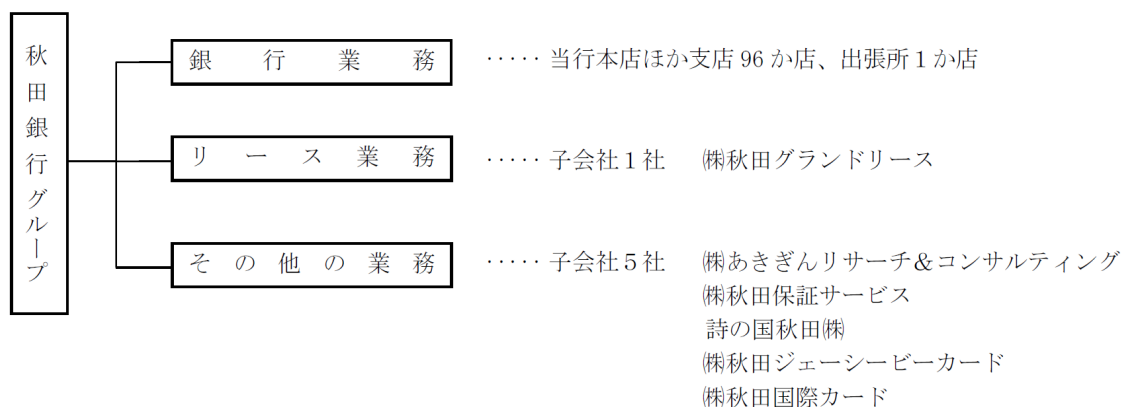 秋田銀行グループ
銀行業務 ‥‥‥ 当行本店ほか支店 96 か店、出張所１か店
リース業務 ‥‥‥ 子会社１社 ㈱秋田グランドリース
その他の業務 ‥‥‥ 子会社５社 ㈱あきぎんリサーチ＆コンサルティング
㈱秋田保証サービス
詩の国秋田㈱
㈱秋田ジェーシービーカード
㈱秋田国際カード